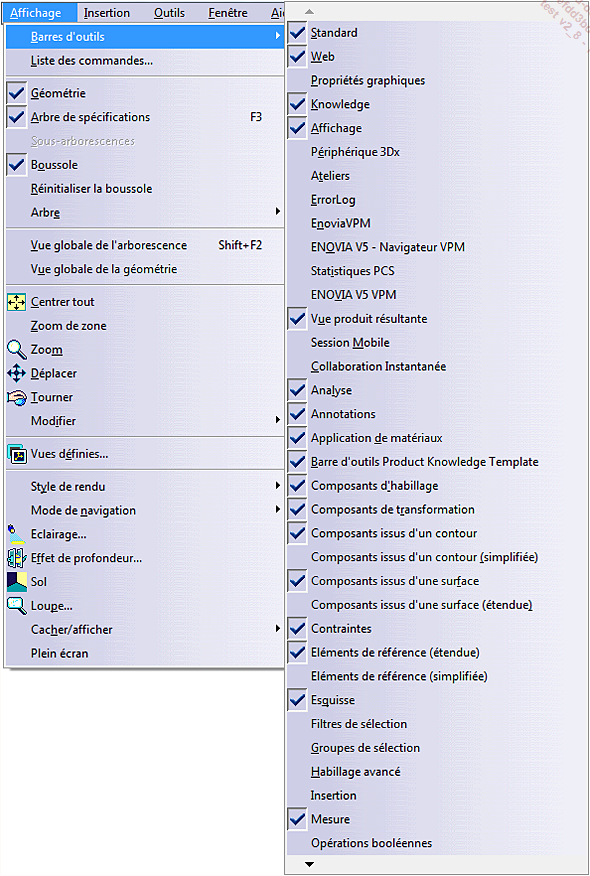 Affichage Insertion Outils Fenêtre
Barres d'outils
Liste des commandes...
Géométrie
Arbre de spécifications F3
Sous-arborescences
Boussole
Réinitialiser la boussole
Arbre
Vue globale de l'arborescence Shift+F2
Vue globale de la géométrie
Centrer tout
Zoom de zone
Zoom
Déplacer
Tourner
Modifier
Vues définies...
Style de rendu
Mode de navigation
Eclairage...
Effet de profondeur...
Sol
Loupe...
Cacher/afficher
Plein écran
Standard
Web
Propriétés graphiques
Knowledge
Affichage
Périphérique 3Dx
Ateliers
ErrorLog
EnoviaVPM
ENOVIA V5 - Navigateur VPM
Statistiques PCS
ENOVIA V5 VPM
Vue produit résultante
Session Mobile
Collaboration Instantanée
Analyse
Annotations
Application de matériaux
Barre d'outils Product Knowledge Template
Composants d'habillage
Composants de transformation
Composants issus d'un contour
Composants issus d'un contour (simplifiée)
Composants issus d'une surface
Composants issus d'une surface (étendue)
Contraintes
Eléments de référence (étendue)
Eléments de référence (simplifiée)
Esquisse
Filtres de sélection
Groupes de sélection
Habillage avancé
Insertion
Mesure
Opérations booléennes